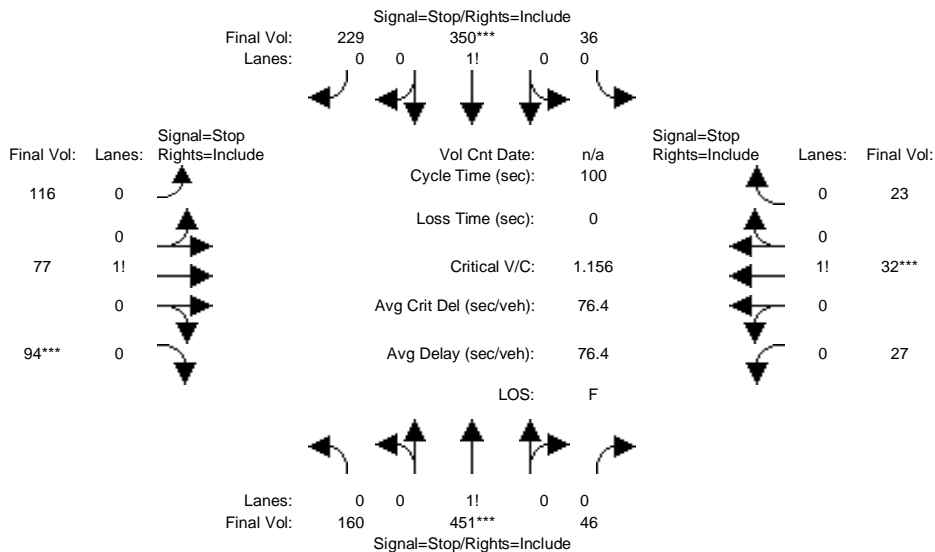 Signal=Stop/Rights=Include
Final Vol: 229 350*** 36
Lanes: 0 0 1! 0 0
Signal=Stop Signal=Stop
Final Vol: Lanes: Rights=Include Vol Cnt Date: n/a Rights=Include Lanes: Final Vol:
Cycle Time (sec): 100
116 0 0 23
Loss Time (sec): 0
0 0
77 1! Critical V/C: 1.156 1! 32***
0 Avg Crit Del (sec/veh): 76.4 0
94*** 0 Avg Delay (sec/veh): 76.4 0 27
LOS: F
Lanes: 0 0 1! 0 0
Final Vol: 160 451*** 46
Signal=Stop/Rights=Include